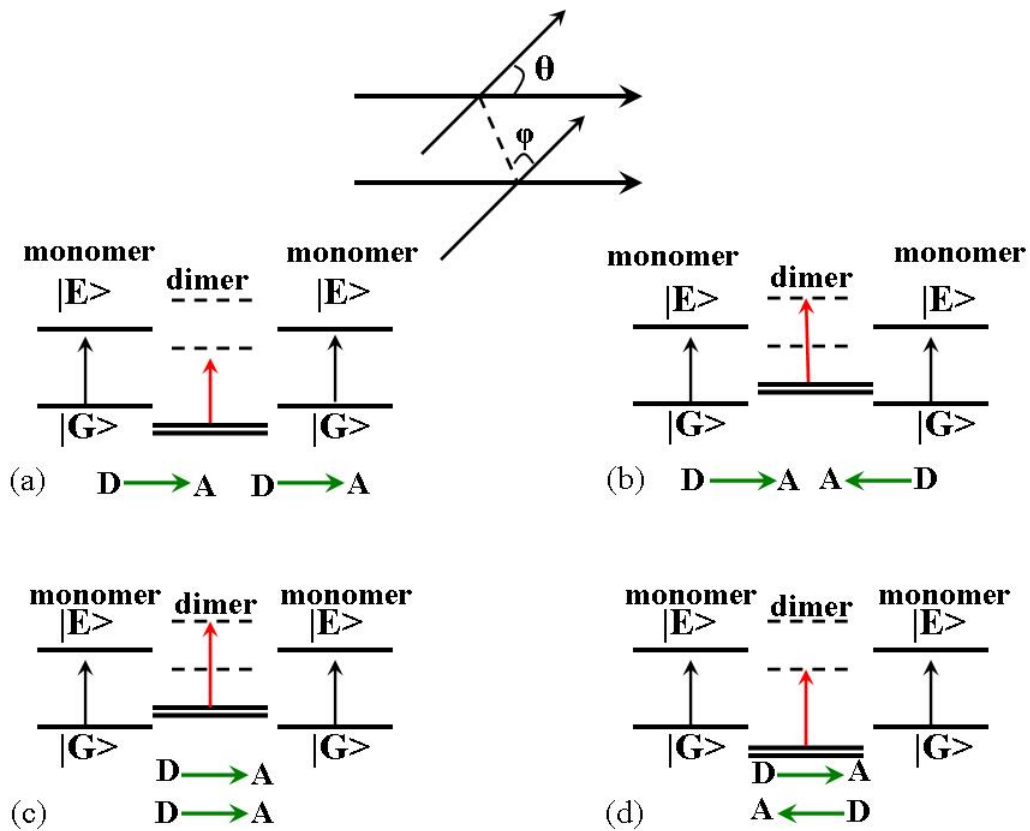 θ
φ
monomer dimer monomer
|E> |E>
|G> |G>
(a) D A D A
monomer dimer monomer
|E> |E>
|G> |G>
(b) D A A D
monomer dimer monomer
|E> |E>
|G> |G>
D A
(c) D A
monomer dimer monomer
|E> |E>
|G> |G>
D A
(d) A D